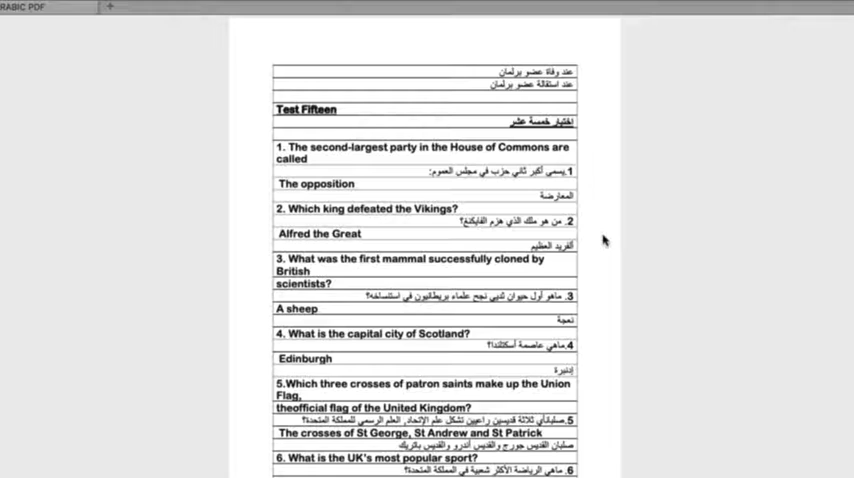 RABIC PDF
عند وفاة عضو برلمان
عند استقالة عضو برلمان
Test Fifteen
اختبار خمسة عشر
1. The second-largest party in the House of Commons are
called
1.يسمى أكبر ثاني حزب في مجلس العموم:
The opposition
المعارضة
2. Which king defeated the Vikings?
2. من هو ملك الذي هزم الفايكنغ؟
Alfred the Great
ألفريد العظيم
3. What was the first mammal successfully cloned by
British
scientists?
3. ماهو أول حيوان ثديي نجح علماء بريطانيون في استنساخه؟
A sheep
نعجة
4. What is the capital city of Scotland?
4.ماهي عاصمة أسكتلندا؟
Edinburgh
إدنبرة
5.Which three crosses of patron saints make up the Union
Flag,
theofficial flag of the United Kingdom?
5.صلبانأي ثلاثة قديسين راعيين تشكل علم الإتحاد, العلم الرسمي للمملكة المتحدة؟
The crosses of St George, St Andrew and St Patrick
صلبان القديس جورج والقديس أندرو والقديس باتريك
6. What is the UK's most popular sport?
6. ماهي الرياضة الأكثر شعبية في المملكة المتحدة؟